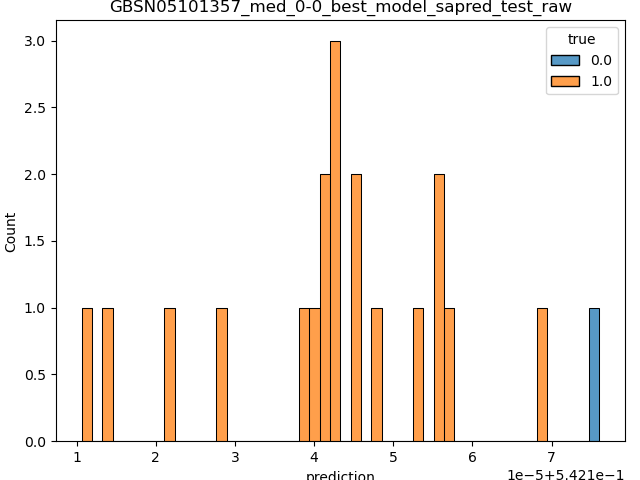 GBSN05101357_med_0-0_best_model_sapred_test_raw
3.0
2.5
2.0
1.5
1.0
0.5
0.0
Count
true
0.0
1.0
1 2 3 4 5 6 7
prediction
1e−5+5.421e−1